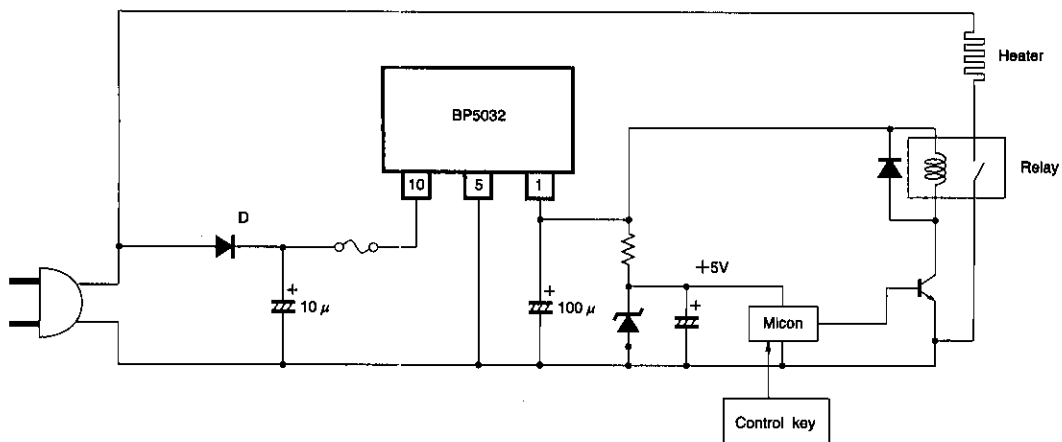 Heater
BP5032
Relay
10
5
1
D
+5V
+
10 μ
+
100 μ
+
Micon
Control key